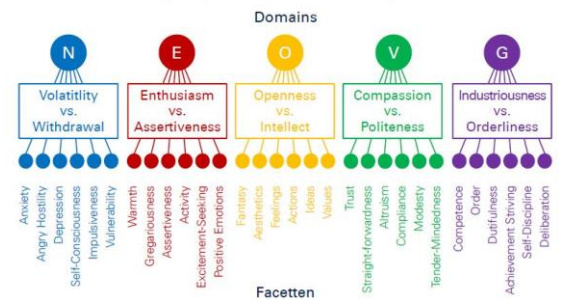 Domains
N
E
O
V
G
Volatitlity
vs.
Withdrawal
Enthusiasm
vs.
Assertiveness
Openness
vs.
Intellect
Compassion
vs.
Politeness
Industriousness
vs.
Orderliness
Anxiety
Angry Hostility
Depression
Self-Consciousness
Impulsiveness
Vulnerability
Warmth
Gregariousness
Assertiveness
Activity
Excitement-Seeking
Positive Emotions
Fantasy
Aesthetics
Feelings
Actions
Ideas
Values
Trust
Straight-forwardness
Altruism
Compliance
Modesty
Tender-Mindedness
Competence
Order
Dutifulness
Achievement Striving
Self-Discipline
Deliberation
Facetten